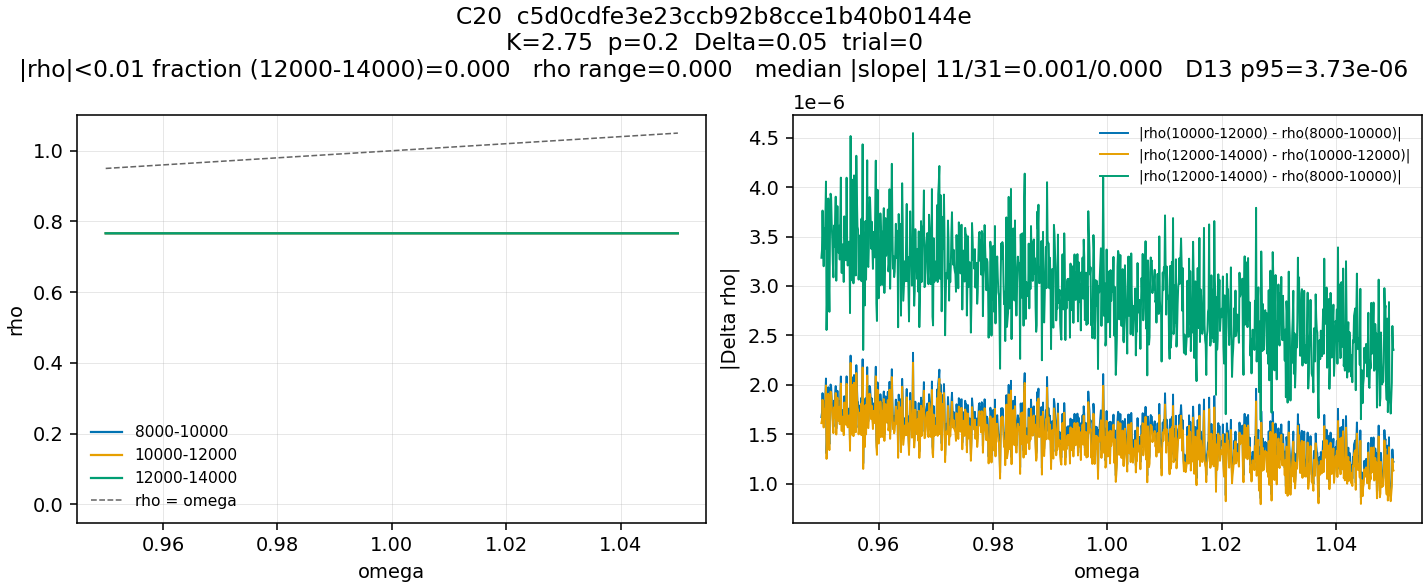 C20  c5d0cdfe3e23ccb92b8cce1b40b0144e
K=2.75  p=0.2  Delta=0.05  trial=0
|rho|<0.01 fraction (12000-14000)=0.000   rho range=0.000   median |slope| 11/31=0.001/0.000   D13 p95=3.73e-06
rho
1.0
0.8
0.6
0.4
0.2
0.0
8000-10000
10000-12000
12000-14000
rho = omega
0.96
0.98
1.00
1.02
1.04
omega
1e−6
|Delta rho|
4.5
4.0
3.5
3.0
2.5
2.0
1.5
1.0
|rho(10000-12000) - rho(8000-10000)|
|rho(12000-14000) - rho(10000-12000)|
|rho(12000-14000) - rho(8000-10000)|
0.96
0.98
1.00
1.02
1.04
omega